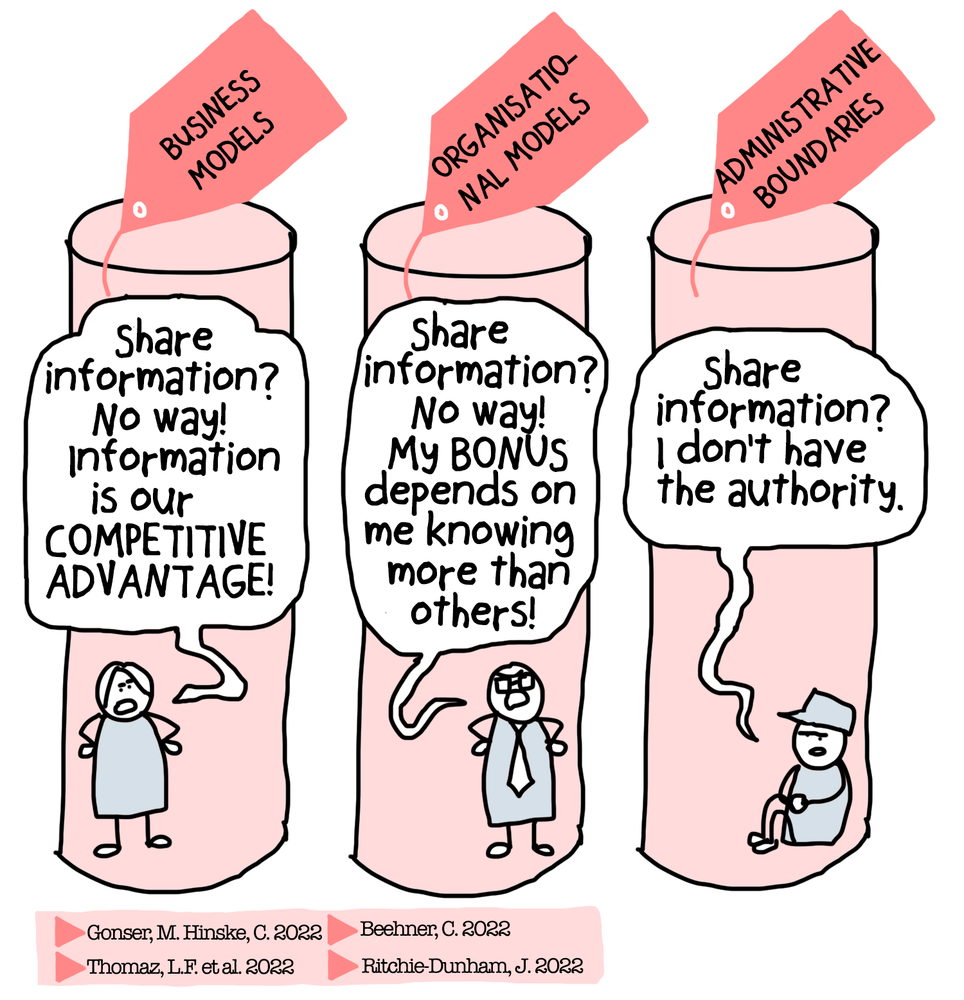 BUSINESS
MODELS
ORGANISATIO-
NAL MODELS
ADMINISTRATIVE
BOUNDARIES
Share
information?
No way!
Information
is our
COMPETITIVE
ADVANTAGE!
Share
information?
No way!
My BONUS
depends on
me knowing
more than
others!
Share
information?
I don't have
the authority.
Gonser, M. Hinske, C. 2022
Beehner, C. 2022
Thomaz, L.F. et al. 2022
Ritchie-Dunham, J. 2022